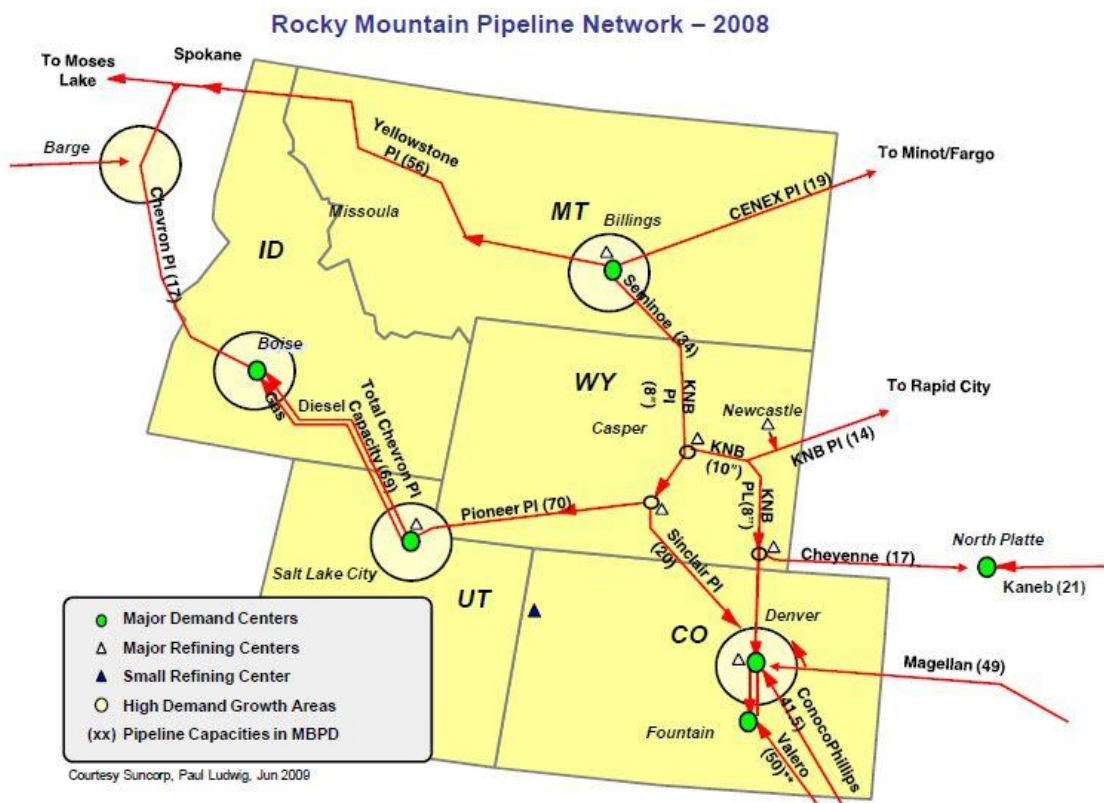 Rocky Mountain Pipeline Network – 2008
To Moses
Lake
Spokane
Barge
Yellowstone
Pl (56)
To Minot/Fargo
CENEX Pl (19)
Missoula
MT
Billings
Chevron Pl (17)
ID
Seminoe (34)
Boise
WY
KNB
Pl
(8")
To Rapid City
Newcastle
Casper
Diesel
Gas
Total Chevron Pl
Capacity (69)
KNB
(10")
KNB Pl (14)
KNB
PL(8")
Pioneer Pl (70)
Sinclair Pl
(20)
Cheyenne (17)
North Platte
Kaneb (21)
Salt Lake City
UT
CO
Denver
Magellan (49)
ConocoPhillips
(41.5)
Fountain
Valero
(50)**
Major Demand Centers
Major Refining Centers
Small Refining Center
High Demand Growth Areas
(xx) Pipeline Capacities in MBPD
Courtesy Suncorp, Paul Ludwig, Jun 2009